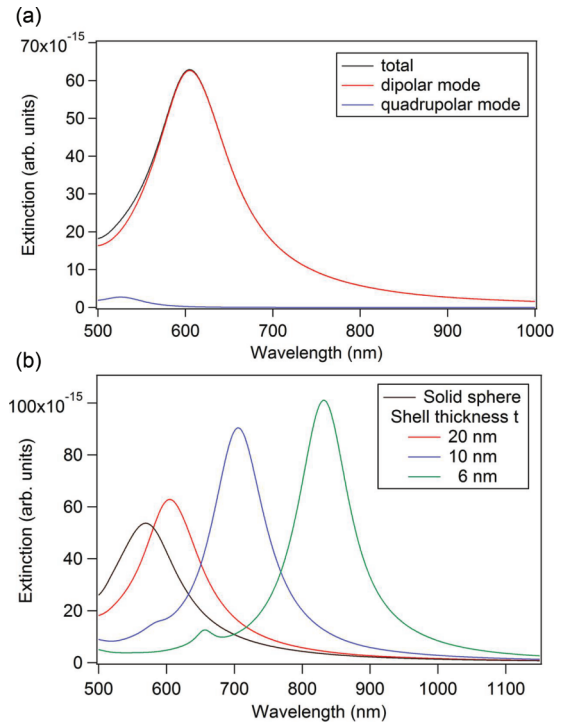 (a)
70x10-15
60
50
40
30
20
10
0
Extinction (arb. units)
total
dipolar mode
quadrupolar mode
500 600 700 800 900 1000
Wavelength (nm)
(b)
100x10-15
80
60
40
20
0
Extinction (arb. units)
Solid sphere
Shell thickness t
20 nm
10 nm
6 nm
500 600 700 800 900 1000 1100
Wavelength (nm)